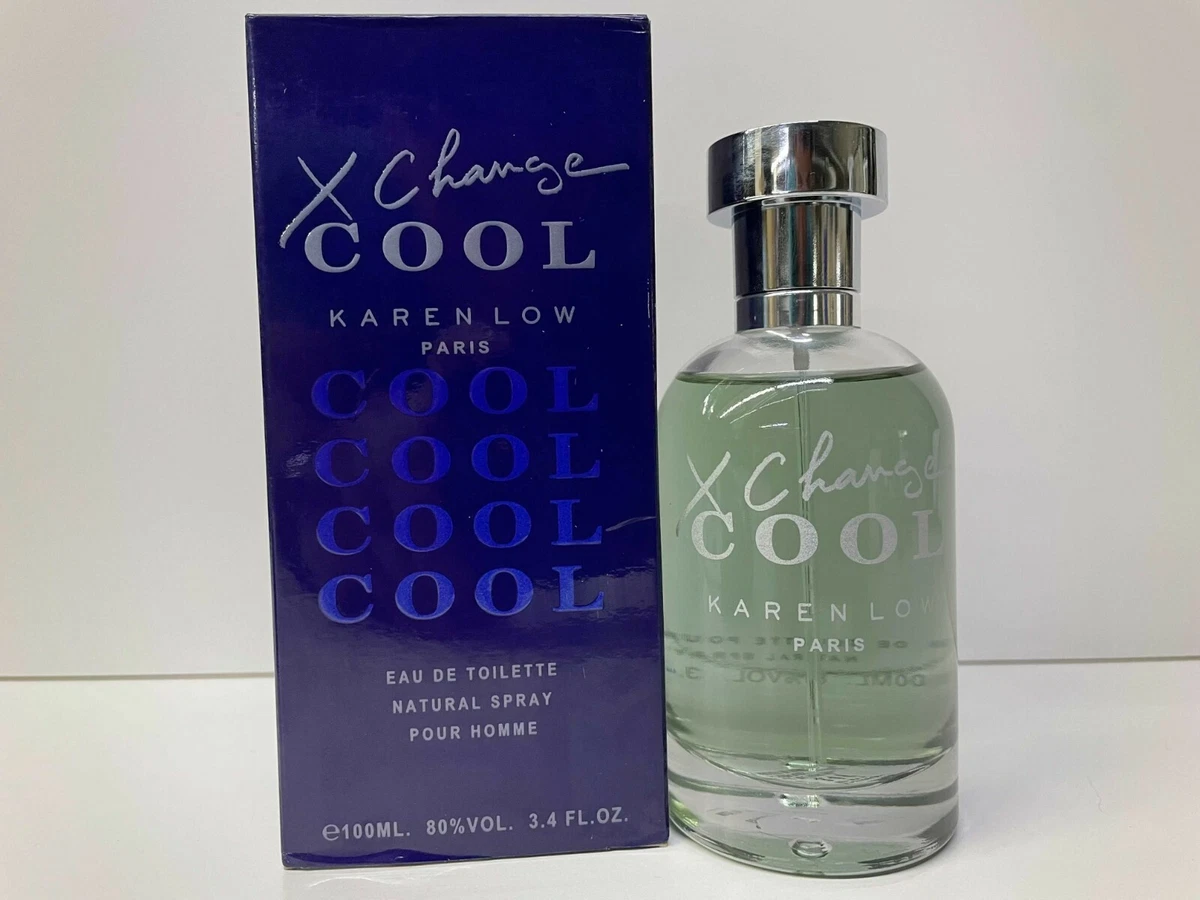 X Change
COOL
KAREN LOW
PARIS
COOL
COOL
COOL
COOL
EAU DE TOILETTE
NATURAL SPRAY
POUR HOMME
e100ML. 80%VOL. 3.4 FL.OZ.
X Change
COOL
KAREN LOW
PARIS